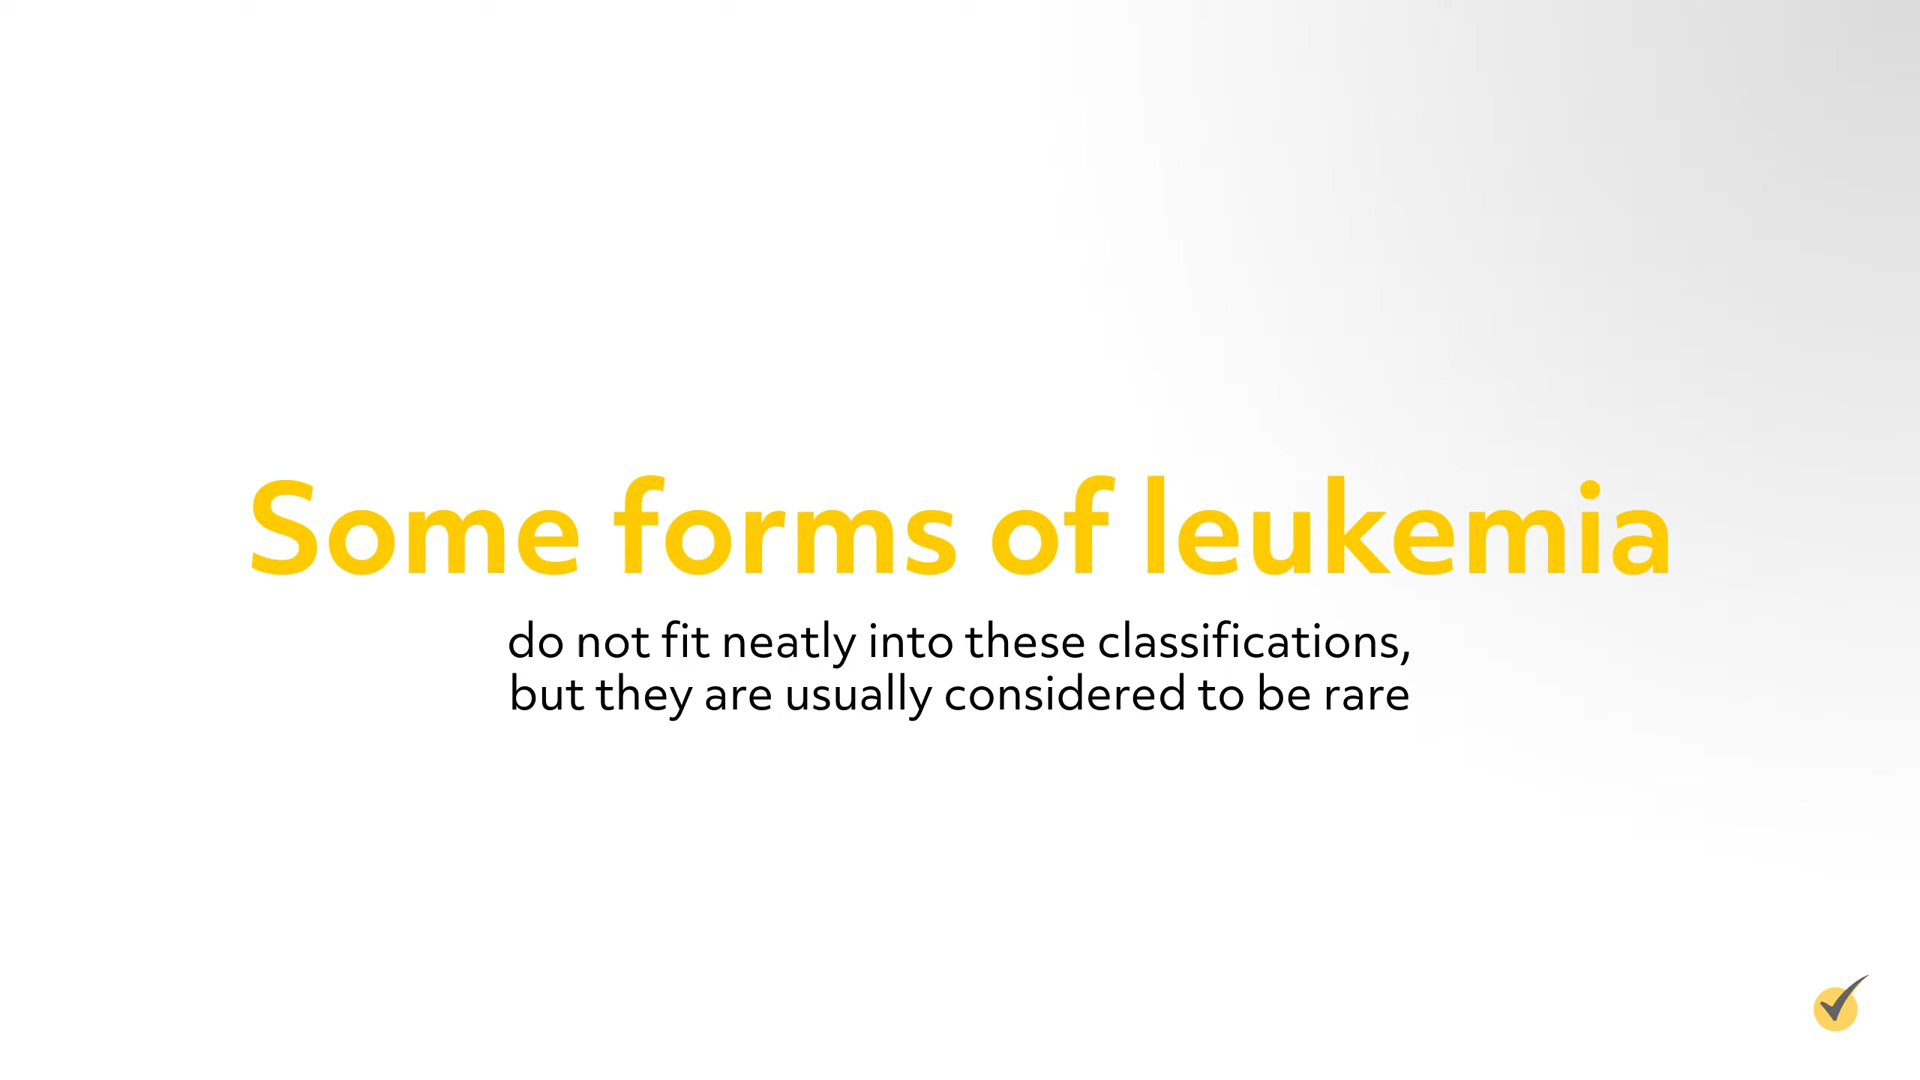 Some forms of leukemia
do not fit neatly into these classifications,
but they are usually considered to be rare